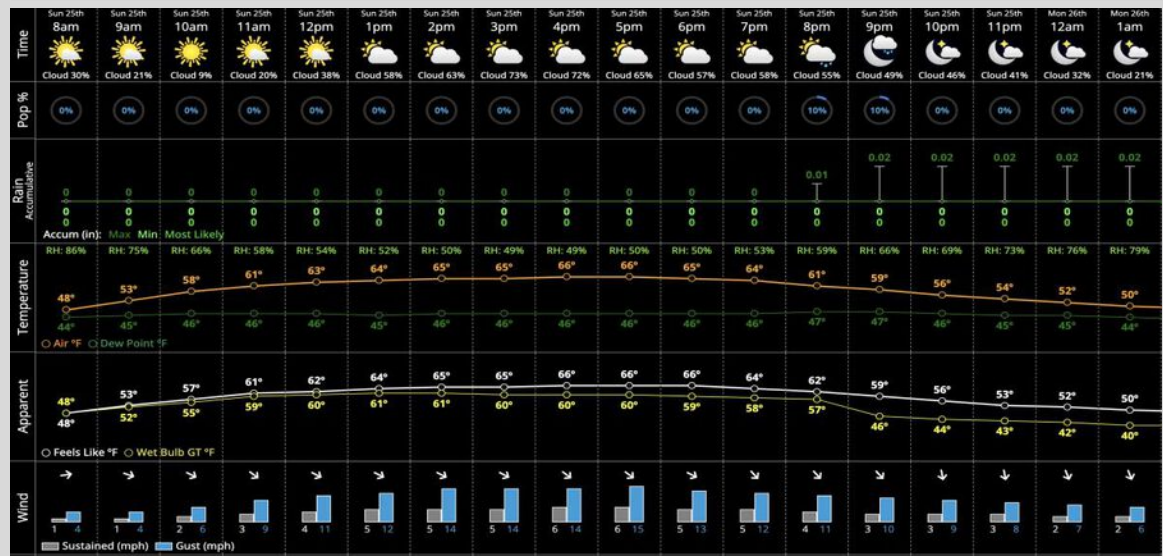 Time
Sun 25th Sun 25th Sun 25th Sun 25th Sun 25th Sun 25th Sun 25th Sun 25th Sun 25th Sun 25th Sun 25th Sun 25th Sun 25th Sun 25th Sun 25th Sun 25th Mon 26th Mon 26th
8am 9am 10am 11am 12pm 1pm 2pm 3pm 4pm 5pm 6pm 7pm 8pm 9pm 10pm 11pm 12am 1am
Cloud 30% Cloud 21% Cloud 9% Cloud 20% Cloud 38% Cloud 58% Cloud 63% Cloud 73% Cloud 72% Cloud 65% Cloud 57% Cloud 58% Cloud 55% Cloud 49% Cloud 46% Cloud 41% Cloud 32% Cloud 21%
Pop %
0% 0% 0% 0% 0% 0% 0% 0% 0% 0% 0% 0% 10% 10% 0% 0% 0% 0%
Rain
Accumulative
0 0 0 0 0 0 0 0 0 0 0 0 0.01 0.02 0.02 0.02 0.02 0.02
0 0 0 0 0 0 0 0 0 0 0 0 0 0 0 0 0 0
0 0 0 0 0 0 0 0 0 0 0 0 0 0 0 0 0 0
Accum (in): Max Min Most Likely
Temperature
RH: 86% RH: 75% RH: 66% RH: 58% RH: 54% RH: 52% RH: 50% RH: 49% RH: 49% RH: 50% RH: 50% RH: 53% RH: 59% RH: 66% RH: 69% RH: 73% RH: 76% RH: 79%
48° 53° 58° 61° 63° 64° 65° 65° 66° 66° 65° 64° 61° 59° 56° 54° 52° 50°
44° 45° 46° 46° 46° 45° 46° 46° 46° 46° 46° 46° 47° 47° 46° 45° 45° 44°
Air °F Dew Point °F
Apparent
48° 53° 57° 61° 62° 64° 65° 65° 66° 66° 66° 64° 62° 59° 56° 53° 52° 50°
48° 52° 55° 59° 60° 61° 61° 60° 60° 60° 59° 58° 57° 46° 44° 43° 42° 40°
Feels Like °F Wet Bulb GT °F
Wind
1 4 1 4 2 6 3 9 4 11 5 12 5 14 5 14 6 14 6 15 5 13 5 12 4 11 3 10 3 9 3 8 2 7 2 6
Sustained (mph) Gust (mph)